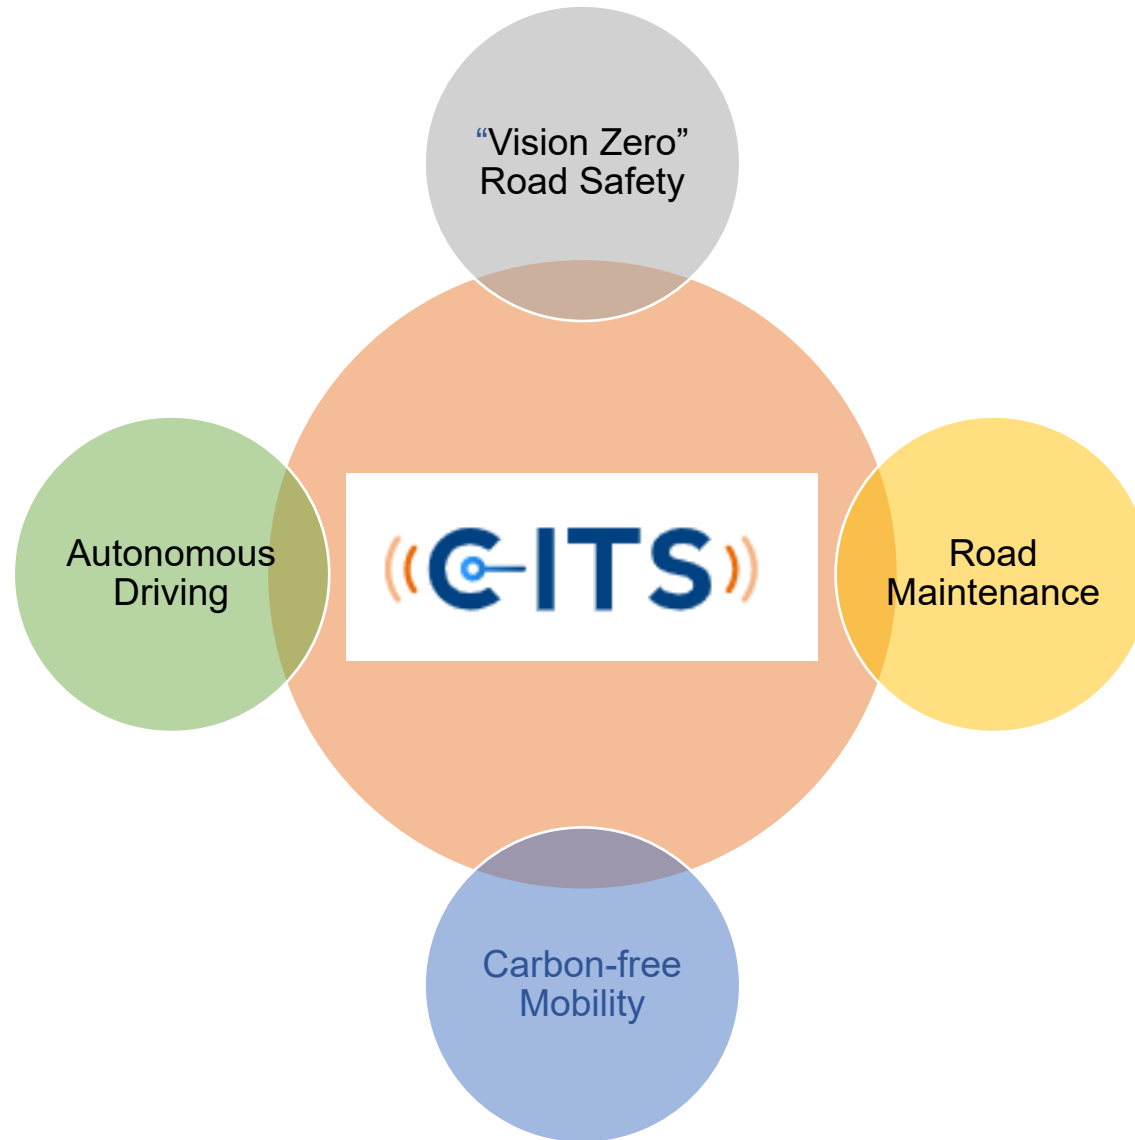 “Vision Zero”
Road Safety
Autonomous
Driving
C-ITS
Road
Maintenance
Carbon-free
Mobility